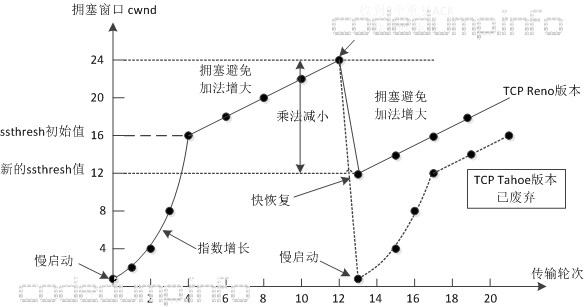 拥塞窗口 cwnd
24
20
ssthresh初始值
16
新的ssthresh值
12
8
4
拥塞避免
加法增大
乘法减小
拥塞避免
加法增大
TCP Reno版本
快恢复
TCP Tahoe版本
已废弃
慢启动
指数增长
慢启动
传输轮次
2
4
6
8
10
12
14
16
18
20